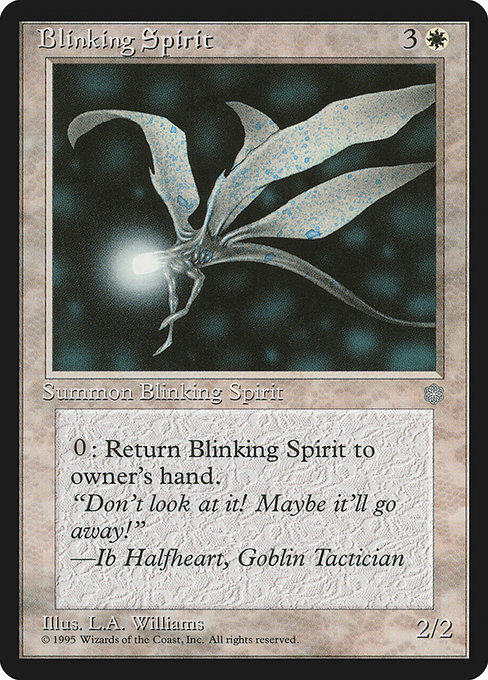 Blinking Spirit 3
Summon Blinking Spirit
0: Return Blinking Spirit to
owner's hand.
“Don't look at it! Maybe it'll go
away!”
—Ib Halfheart, Goblin Tactician
Illus. L.A. Williams
© 1995 Wizards of the Coast, Inc. All rights reserved.
2/2